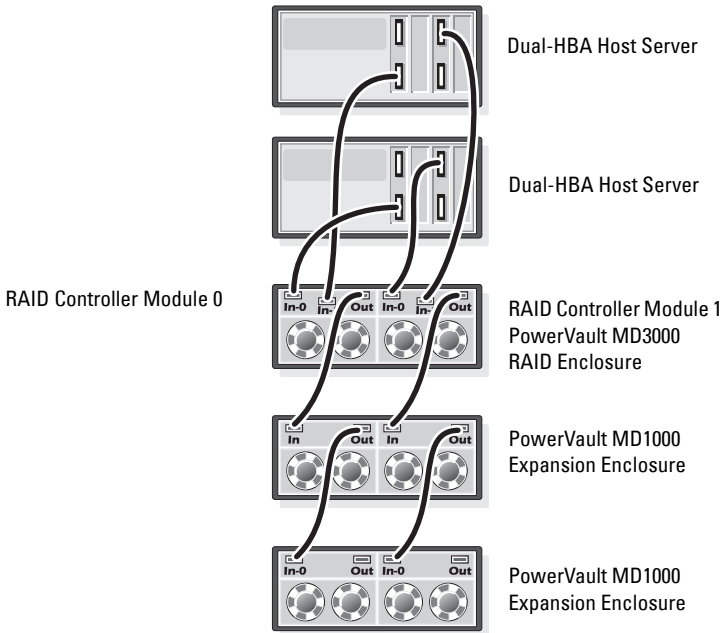 Dual-HBA Host Server
Dual-HBA Host Server
RAID Controller Module 0
In-0 In- Out In-0 In- Out
RAID Controller Module 1
PowerVault MD3000
RAID Enclosure
In Out In Out
PowerVault MD1000
Expansion Enclosure
In-0 Out In-0 Out
PowerVault MD1000
Expansion Enclosure